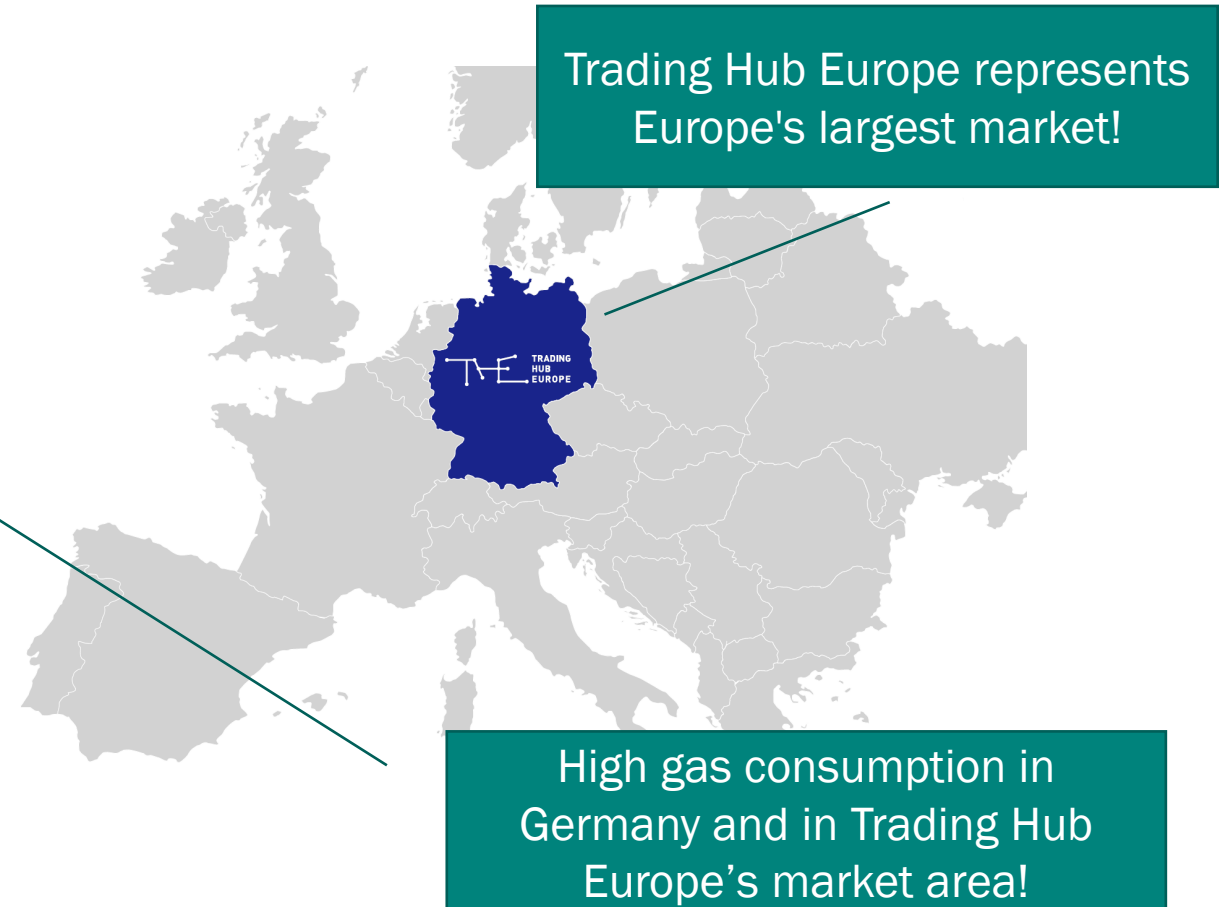 Trading Hub Europe represents
Europe's largest market!
TRADING
HUB
EUROPE
High gas consumption in
Germany and in Trading Hub
Europe’s market area!